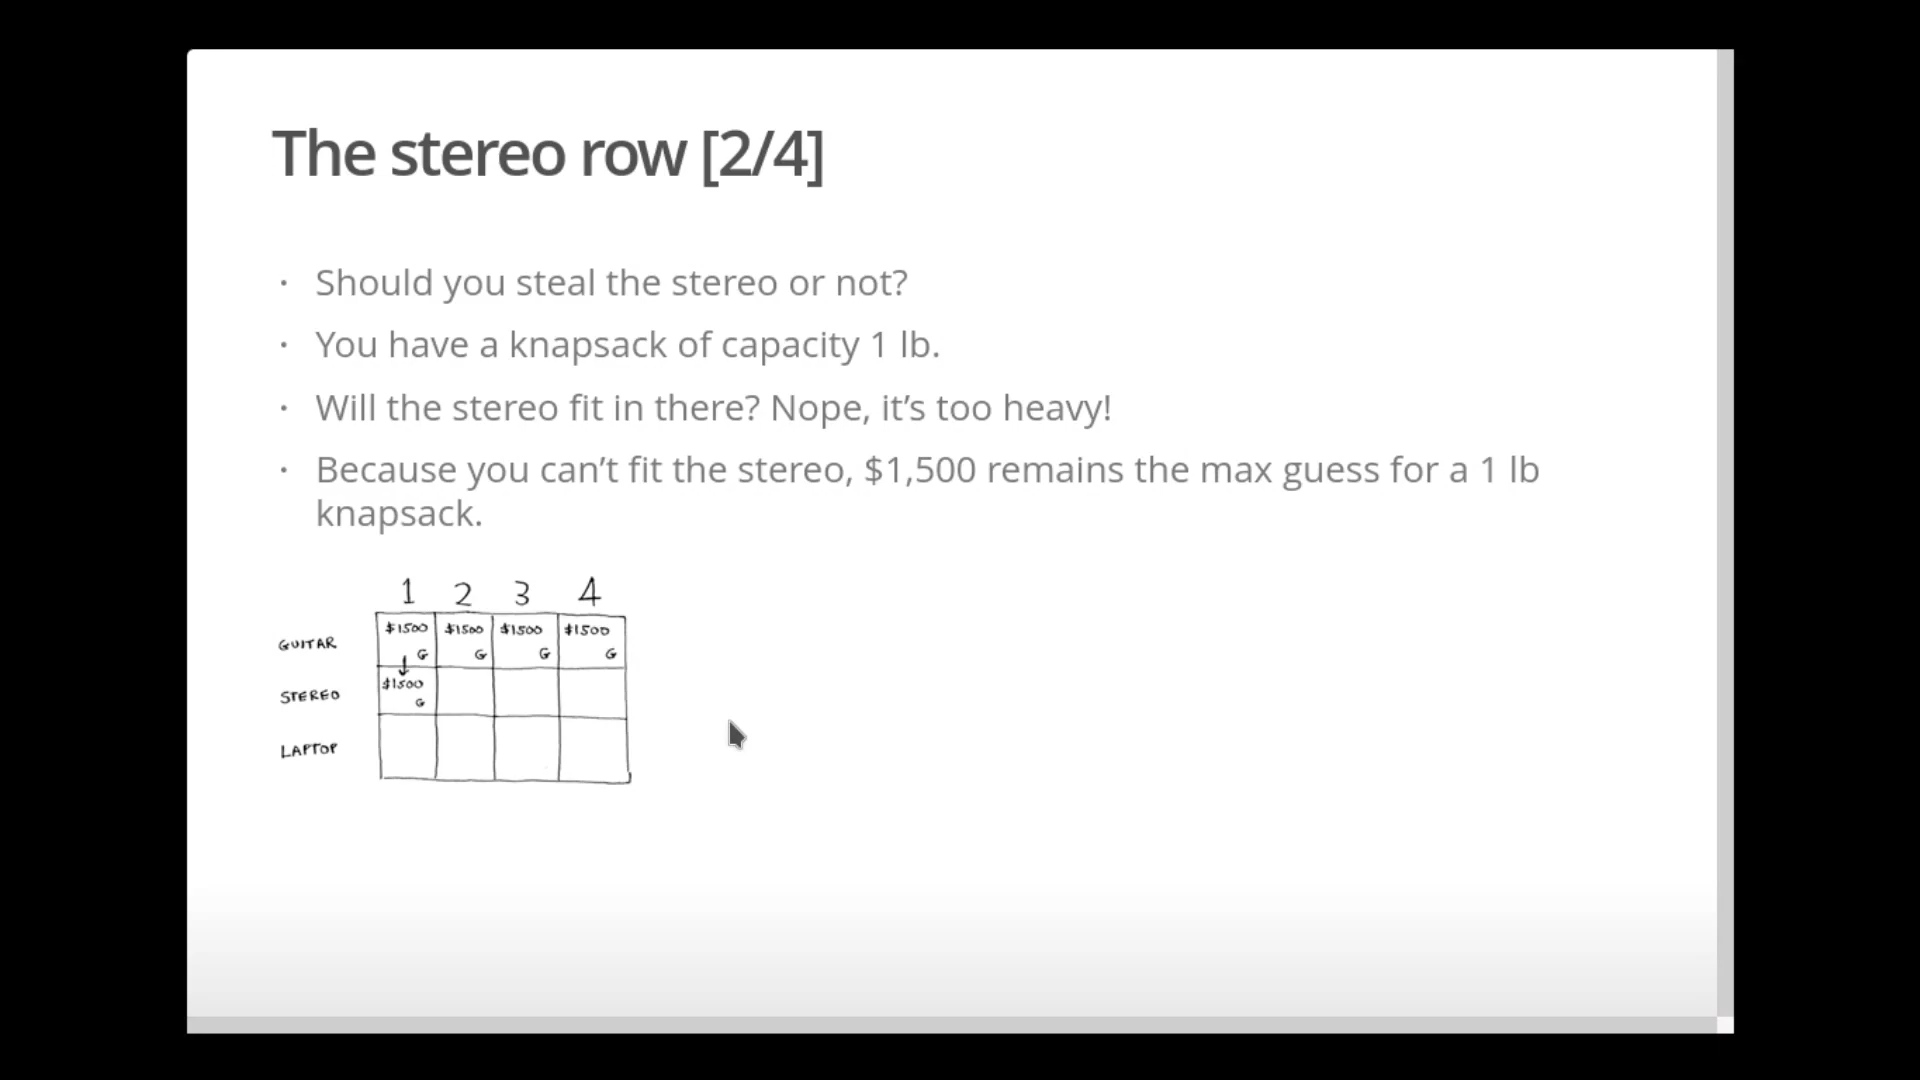 The stereo row [2/4]
· Should you steal the stereo or not?
· You have a knapsack of capacity 1 lb.
· Will the stereo fit in there? Nope, it’s too heavy!
· Because you can’t fit the stereo, $1,500 remains the max guess for a 1 lb
knapsack.
1 2 3 4
GUITAR $1500 G $1500 G $1500 G $1500 G
STEREO $1500 G
LAPTOP